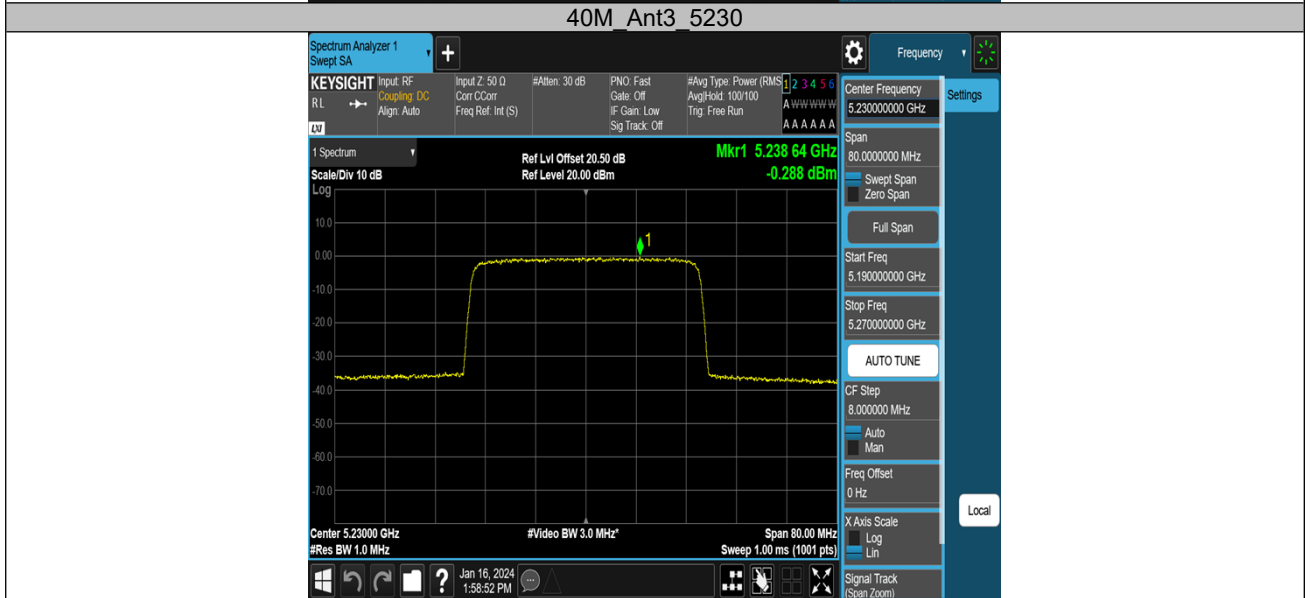 40M_Ant3_5230
Spectrum Analyzer 1
Swept SA
Frequency
KEYSIGHT
RL
LXI
Input: RF
Coupling: DC
Align: Auto
Input Z: 50 Ω
Corr CCorr
Freq Ref: Int (S)
#Atten: 30 dB
PNO: Fast
Gate: Off
IF Gain: Low
Sig Track: Off
#Avg Type: Power (RMS
Avg|Hold: 100/100
Trig: Free Run
1 2 3 4 5 6
A W W W W W
A A A A A A
1 Spectrum
Scale/Div 10 dB
Log
Ref Lvl Offset 20.50 dB
Ref Level 20.00 dBm
Mkr1 5.238 64 GHz
-0.288 dBm
1
10.0
0.00
-10.0
-20.0
-30.0
-40.0
-50.0
-60.0
-70.0
Center 5.23000 GHz
#Res BW 1.0 MHz
#Video BW 3.0 MHz*
Span 80.00 MHz
Sweep 1.00 ms (1001 pts)
Jan 16, 2024
1:58:52 PM
?
Center Frequency
5.230000000 GHz
Settings
Span
80.0000000 MHz
Swept Span
Zero Span
Full Span
Start Freq
5.190000000 GHz
Stop Freq
5.270000000 GHz
AUTO TUNE
CF Step
8.000000 MHz
Auto
Man
Freq Offset
0 Hz
X Axis Scale
Log
Lin
Local
Signal Track
(Span Zoom)